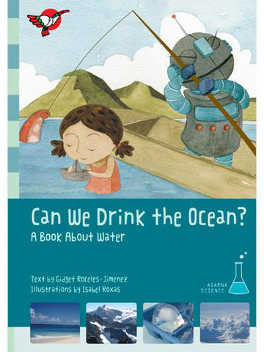 Can We Drink the Ocean?
A Book About Water
Text by Gidget Roceles-Jimenez
Illustrations by Isabel Roxas
ADARNA
SCIENCE